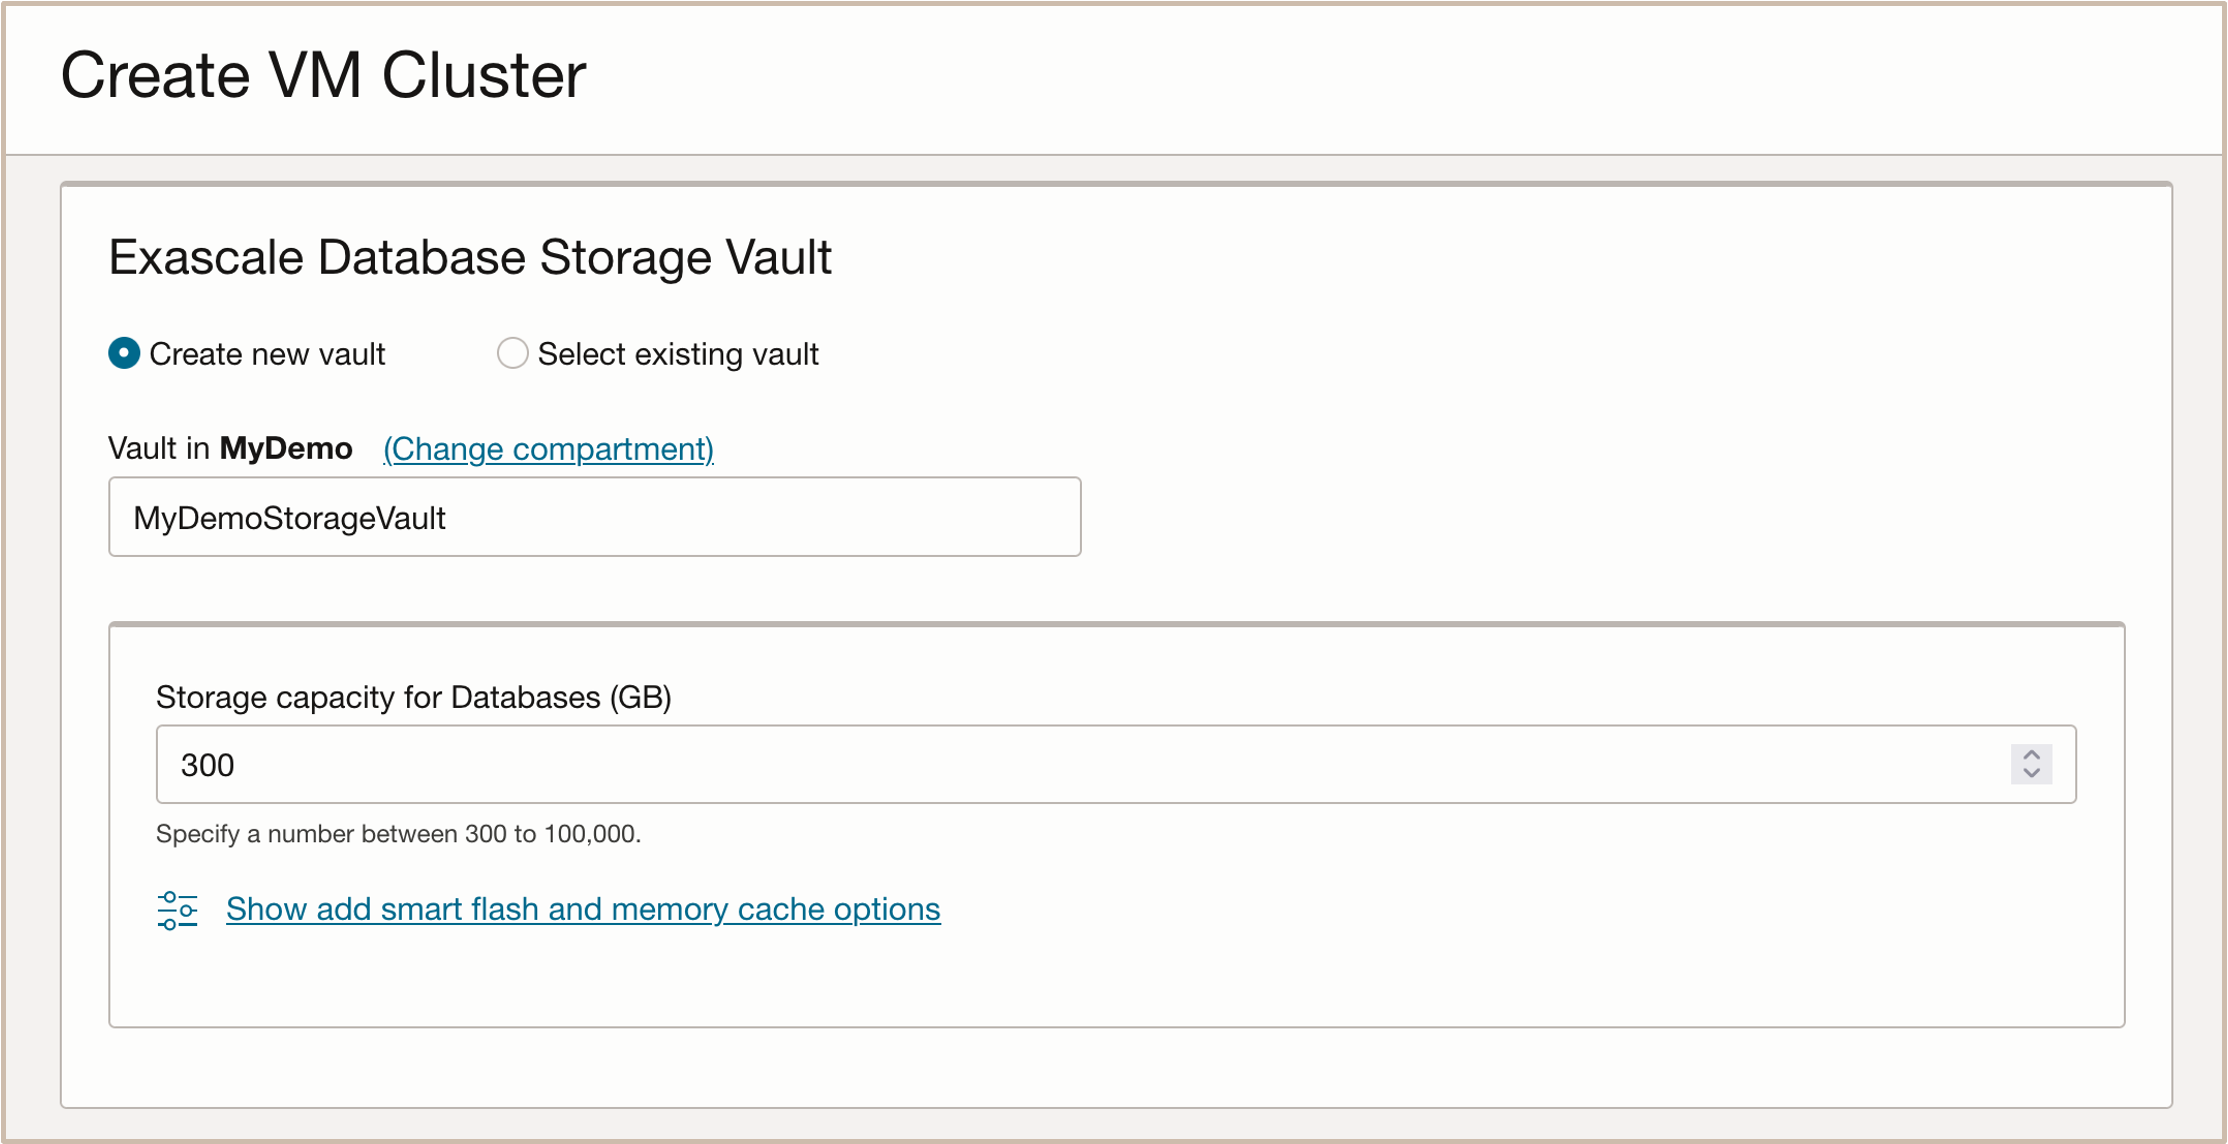 Create VM Cluster
Exascale Database Storage Vault
Create new vault Select existing vault
Vault in MyDemo (Change compartment)
MyDemoStorageVault
Storage capacity for Databases (GB)
300
Specify a number between 300 to 100,000.
Show add smart flash and memory cache options